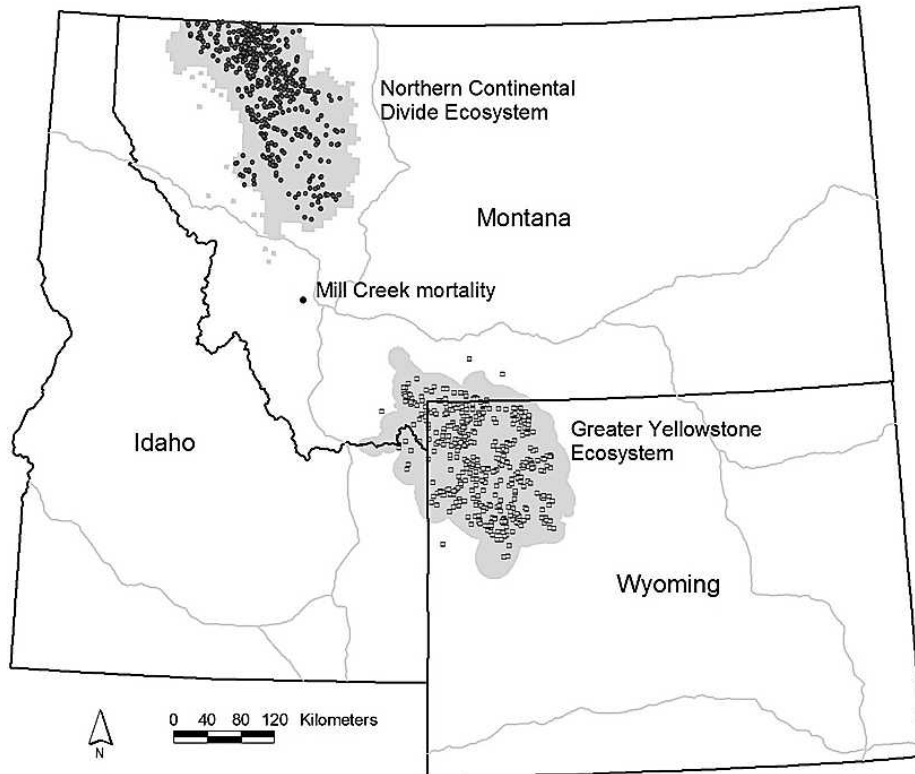 Northern Continental
Divide Ecosystem
Montana
Mill Creek mortality
Idaho
Greater Yellowstone
Ecosystem
Wyoming
0 40 80 120 Kilometers
N